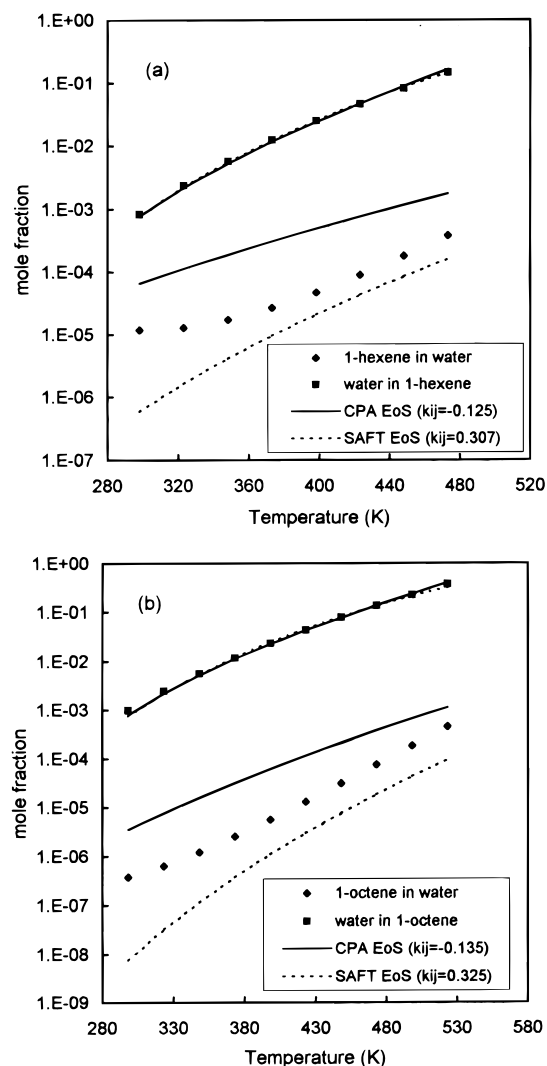 (a)
1.E+00
1.E-01
1.E-02
1.E-03
1.E-04
1.E-05
1.E-06
1.E-07
mole fraction
1-hexene in water
water in 1-hexene
CPA EoS (kij=-0.125)
SAFT EoS (kij=0.307)
280 320 360 400 440 480 520
Temperature (K)
(b)
1.E+00
1.E-01
1.E-02
1.E-03
1.E-04
1.E-05
1.E-06
1.E-07
1.E-08
1.E-09
mole fraction
1-octene in water
water in 1-octene
CPA EoS (kij=-0.135)
SAFT EoS (kij=0.325)
280 330 380 430 480 530 580
Temperature (K)